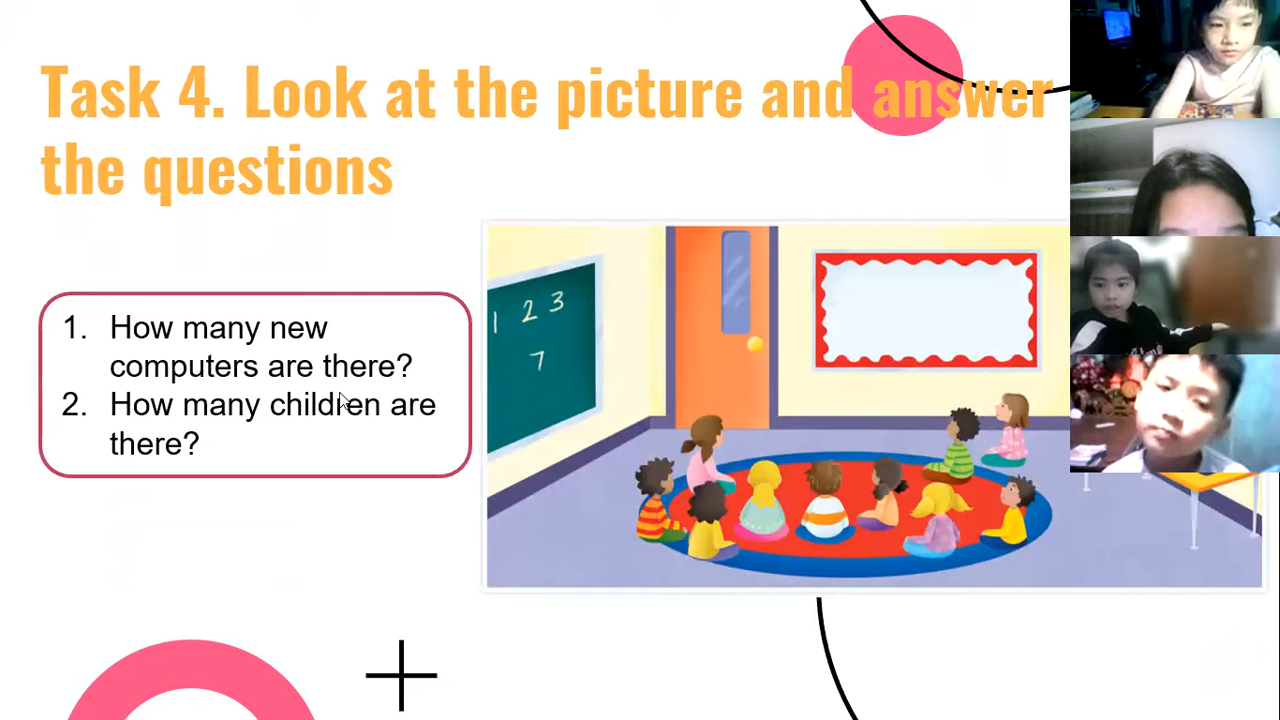 Task 4. Look at the picture and answer
the questions
1. How many new
computers are there?
2. How many children are
there?
1 2 3
7